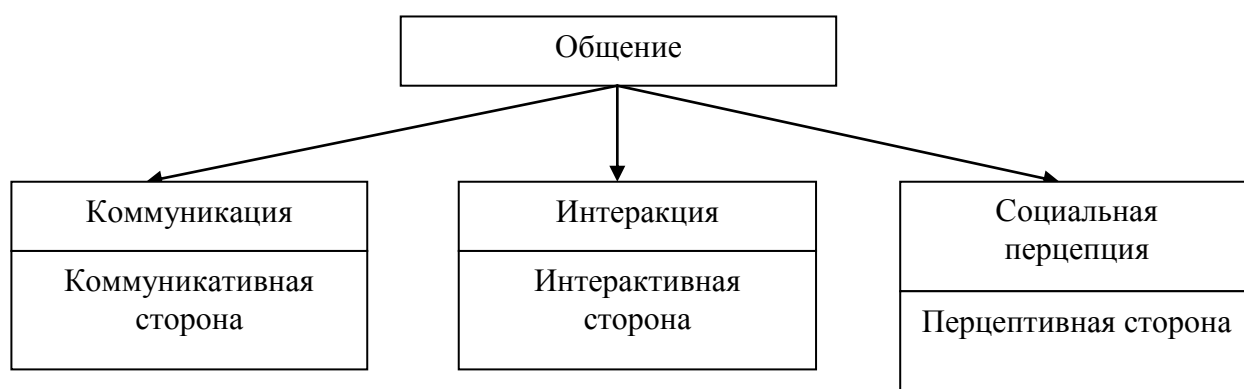 Общение
Коммуникация
Коммуникативная
сторона
Интеракция
Интерактивная
сторона
Социальная
перцепция
Перцептивная сторона